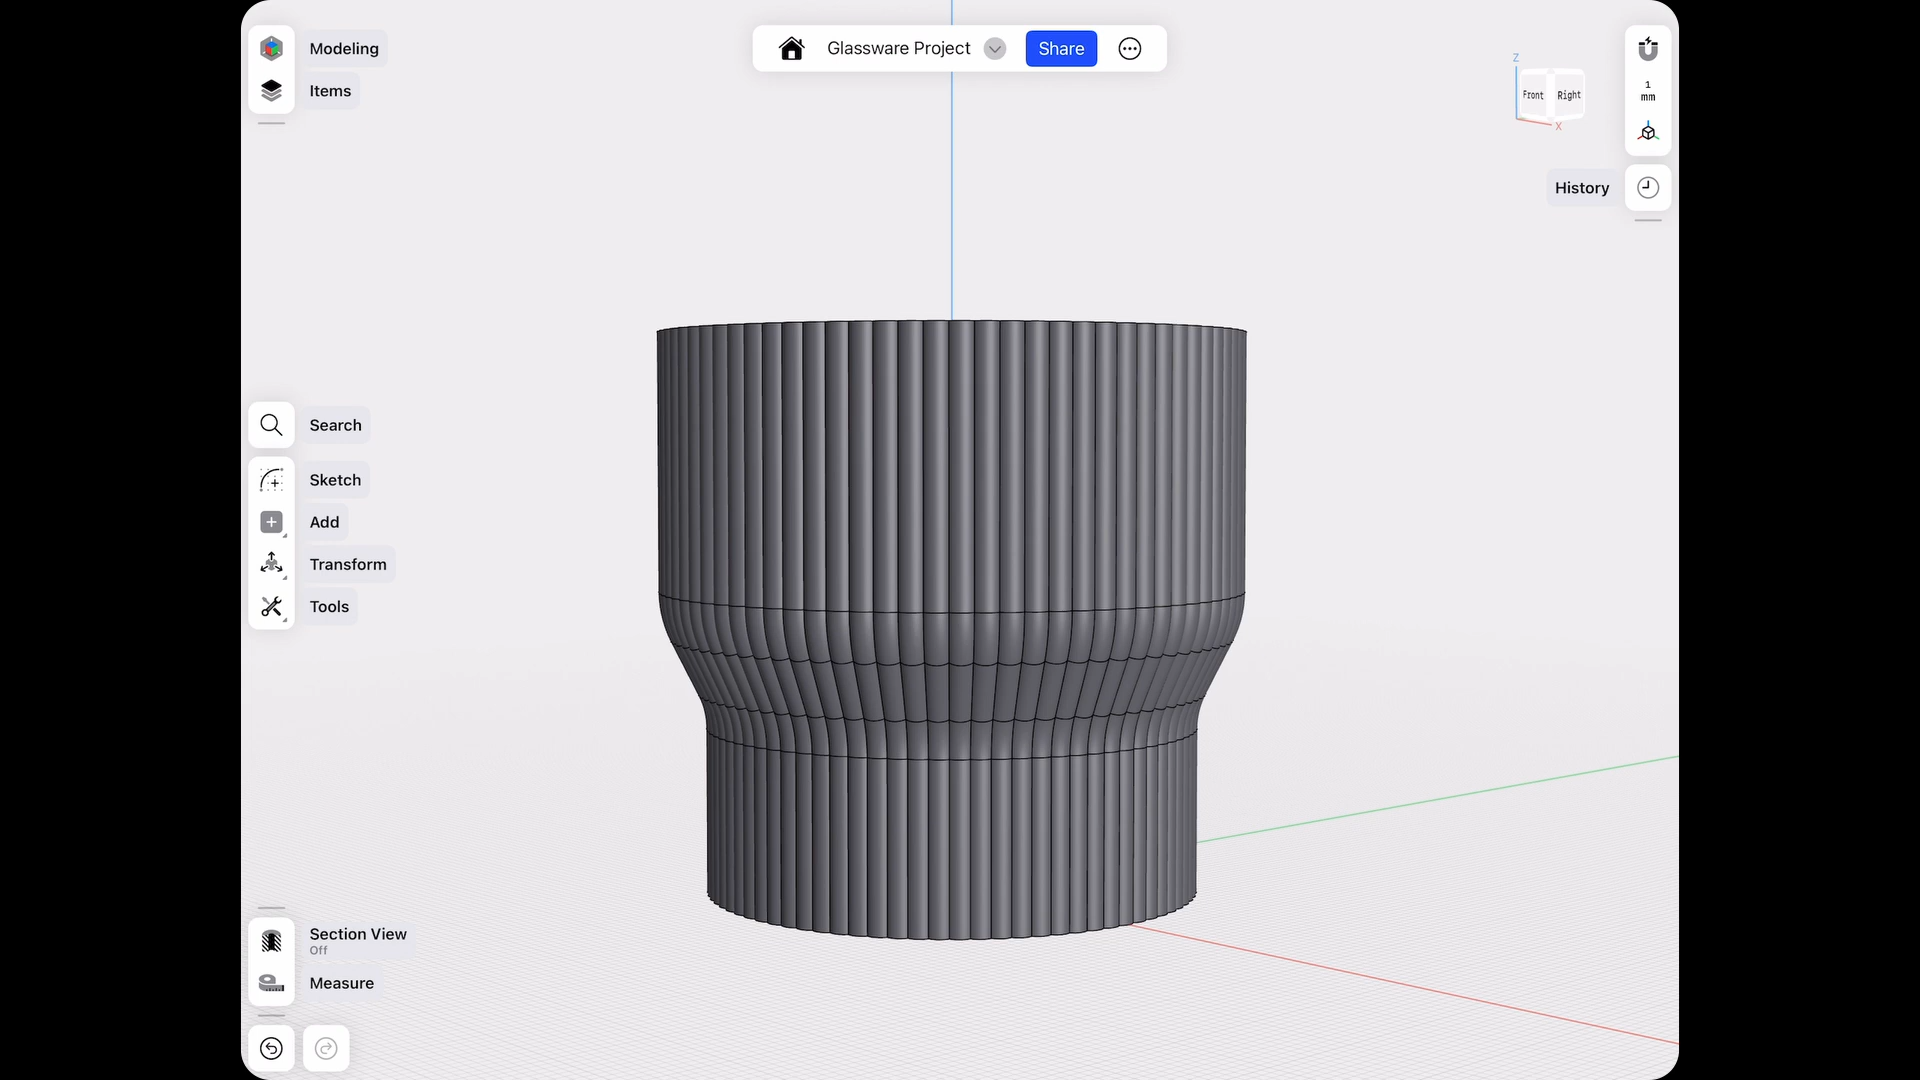 Modeling
Items
Glassware Project
Share
Z
Front
Right
X
1
mm
History
Search
Sketch
Add
Transform
Tools
Section View
Off
Measure